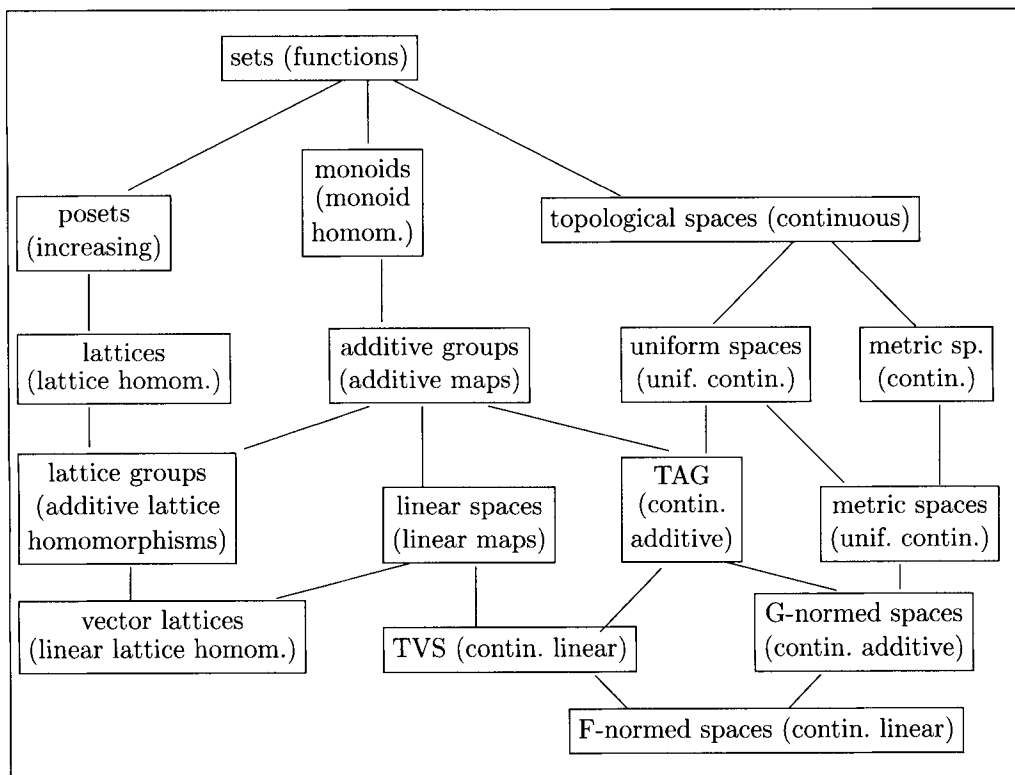 sets (functions)
monoids
(monoid
homom.)
posets
(increasing)
topological spaces (continuous)
lattices
(lattice homom.)
additive groups
(additive maps)
uniform spaces
(unif. contin.)
metric sp.
(contin.)
lattice groups
(additive lattice
homomorphisms)
linear spaces
(linear maps)
TAG
(contin.
additive)
metric spaces
(unif. contin.)
vector lattices
(linear lattice homom.)
TVS (contin. linear)
G-normed spaces
(contin. additive)
F-normed spaces (contin. linear)